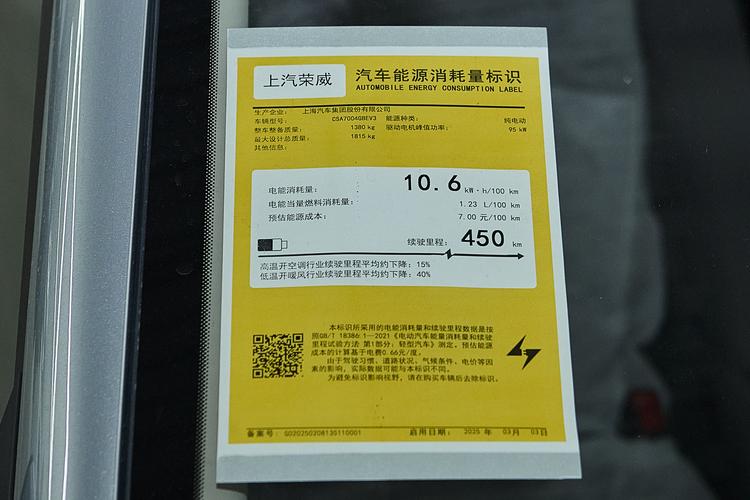 上汽荣威
汽车能源消耗量标识
AUTOMOBILE ENERGY CONSUMPTION LABEL
生产企业： 上海汽车集团股份有限公司
车辆型号： CSA7004GBEV3 能源种类： 纯电动
整车整备质量： 1380 kg 驱动电机峰值功率： 95 kW
最大设计总质量： 1815 kg
其他信息：
电能消耗量： 10.6 kW·h/100 km
电能当量燃料消耗量： 1.23 L/100 km
预估能源成本： 7.00 元/100 km
续驶里程： 450 km
高温开空调行业续驶里程平均约下降：15%
低温开暖风行业续驶里程平均约下降：40%
本标识所采用的电能消耗量和续驶里程数据是按
照GB/T 18386.1—2021《电动汽车能量消耗量和续驶
里程试验方法 第1部分：轻型汽车》测定。预估能源
成本的计算基于电费0.66元/度。
由于驾驶习惯、道路状况、气候条件、电价等因
素的影响，实际数据可能与本标识不同。
为避免标识影响视野，请在购买车辆后去除标识。
备案号： G020250208130110001 启用日期： 2025 年 03月 03日